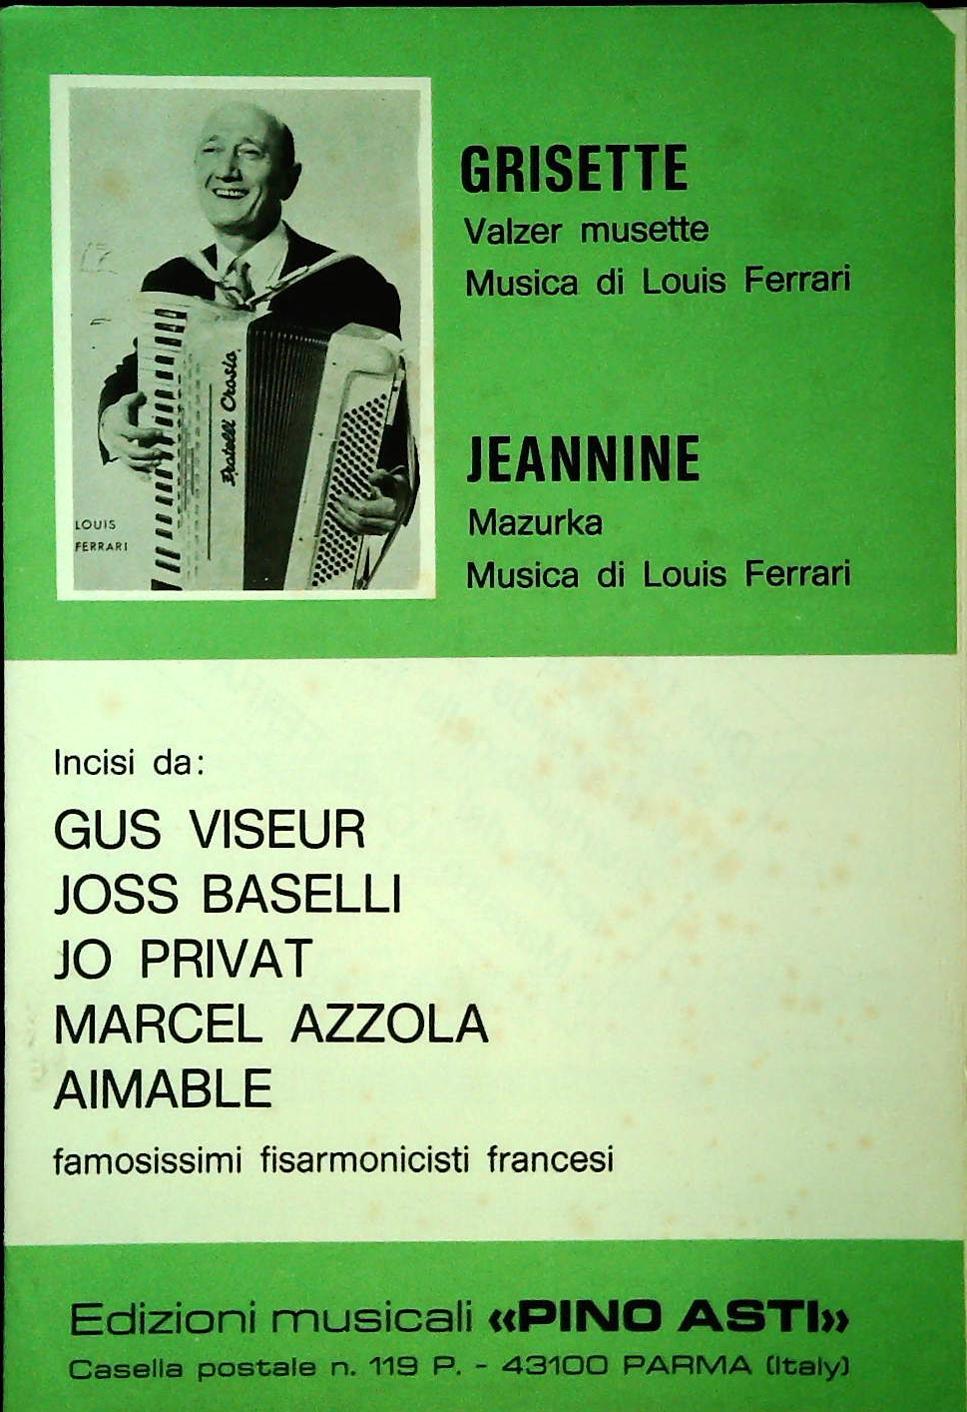 GRISETTE
Valzer musette
Musica di Louis Ferrari
JEANNINE
Mazurka
Musica di Louis Ferrari
Fratelli Crosio
LOUIS
FERRARI
Incisi da:
GUS VISEUR
JOSS BASELLI
JO PRIVAT
MARCEL AZZOLA
AIMABLE
famosissimi fisarmonicisti francesi
Edizioni musicali «PINO ASTI»
Casella postale n. 119 P. - 43100 PARMA (Italy)